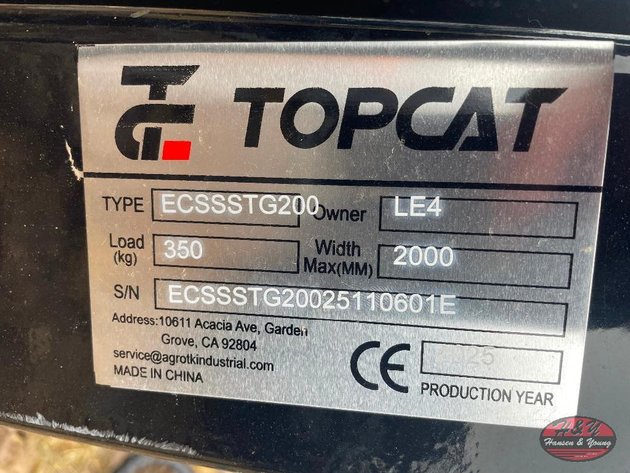 TG TOPCAT
TYPE ECSSSTG200 Owner LE4
Load (kg) 350 Width Max(MM) 2000
S/N ECSSSTG20025110601E
Address:10611 Acacia Ave, Garden
Grove, CA 92804
service@agrotkindustrial.com
MADE IN CHINA
CE
PRODUCTION YEAR
H&Y
Hansen & Young